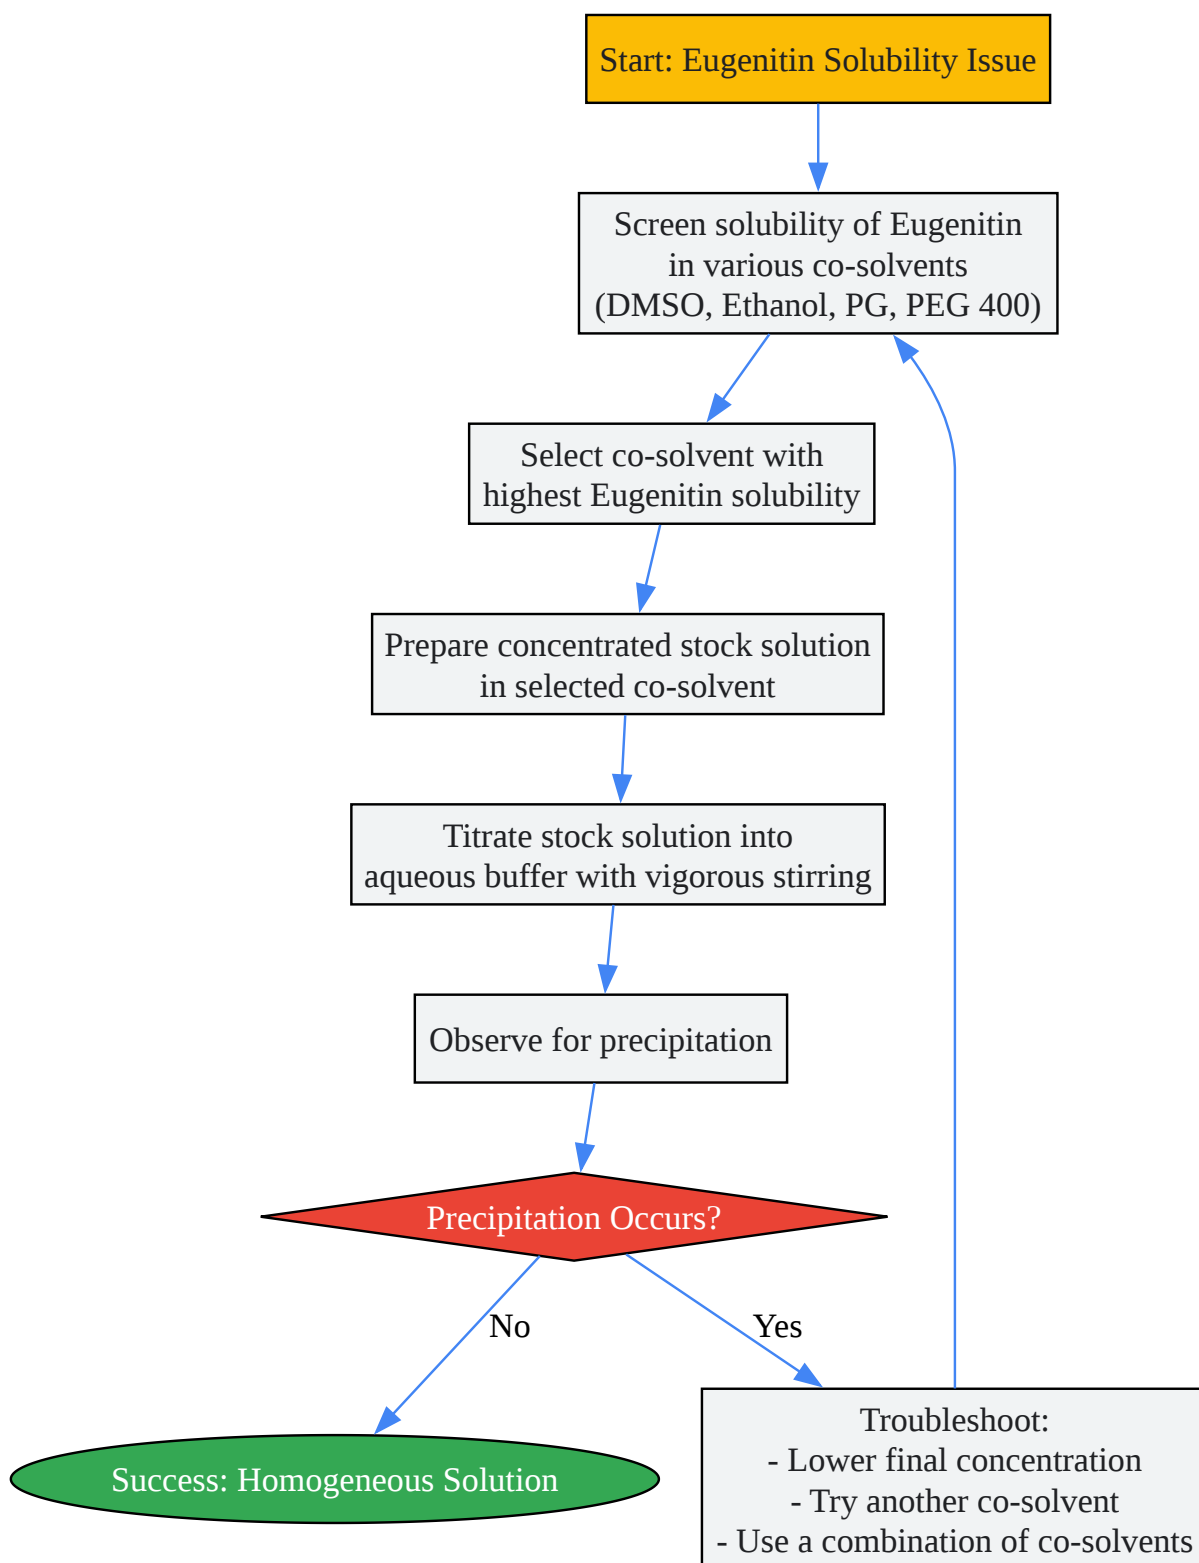 Start: Eugenitin Solubility Issue
Screen solubility of Eugenitin
in various co-solvents
(DMSO, Ethanol, PG, PEG 400)
Select co-solvent with
highest Eugenitin solubility
Prepare concentrated stock solution
in selected co-solvent
Titrate stock solution into
aqueous buffer with vigorous stirring
Observe for precipitation
Precipitation Occurs?
No
Yes
Success: Homogeneous Solution
Troubleshoot:
- Lower final concentration
- Try another co-solvent
- Use a combination of co-solvents